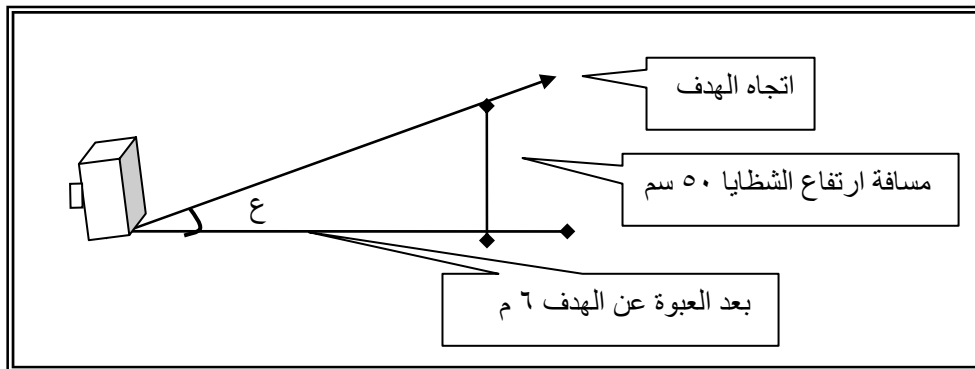 اتجاه الهدف
مسافة ارتفاع الشظايا ٥٠ سم
ع
بعد العبوة عن الهدف ٦ م